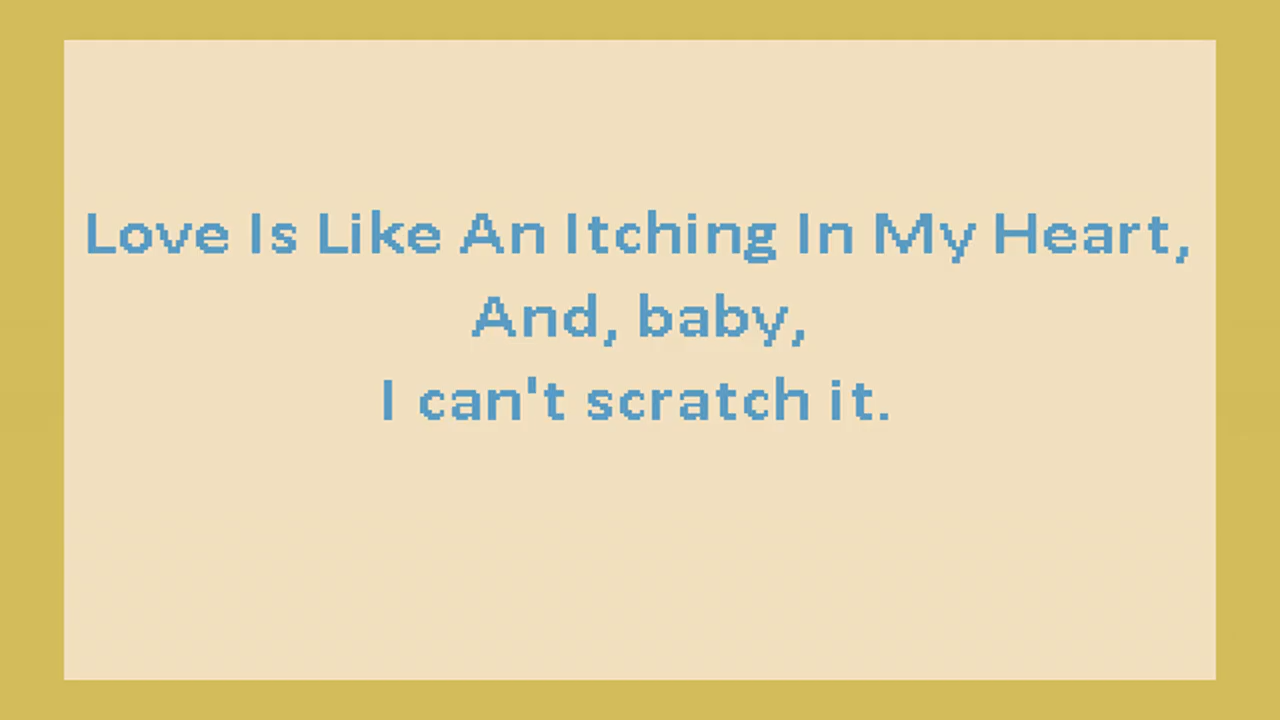 Love Is Like An Itching In My Heart,
And, baby,
I can't scratch it.